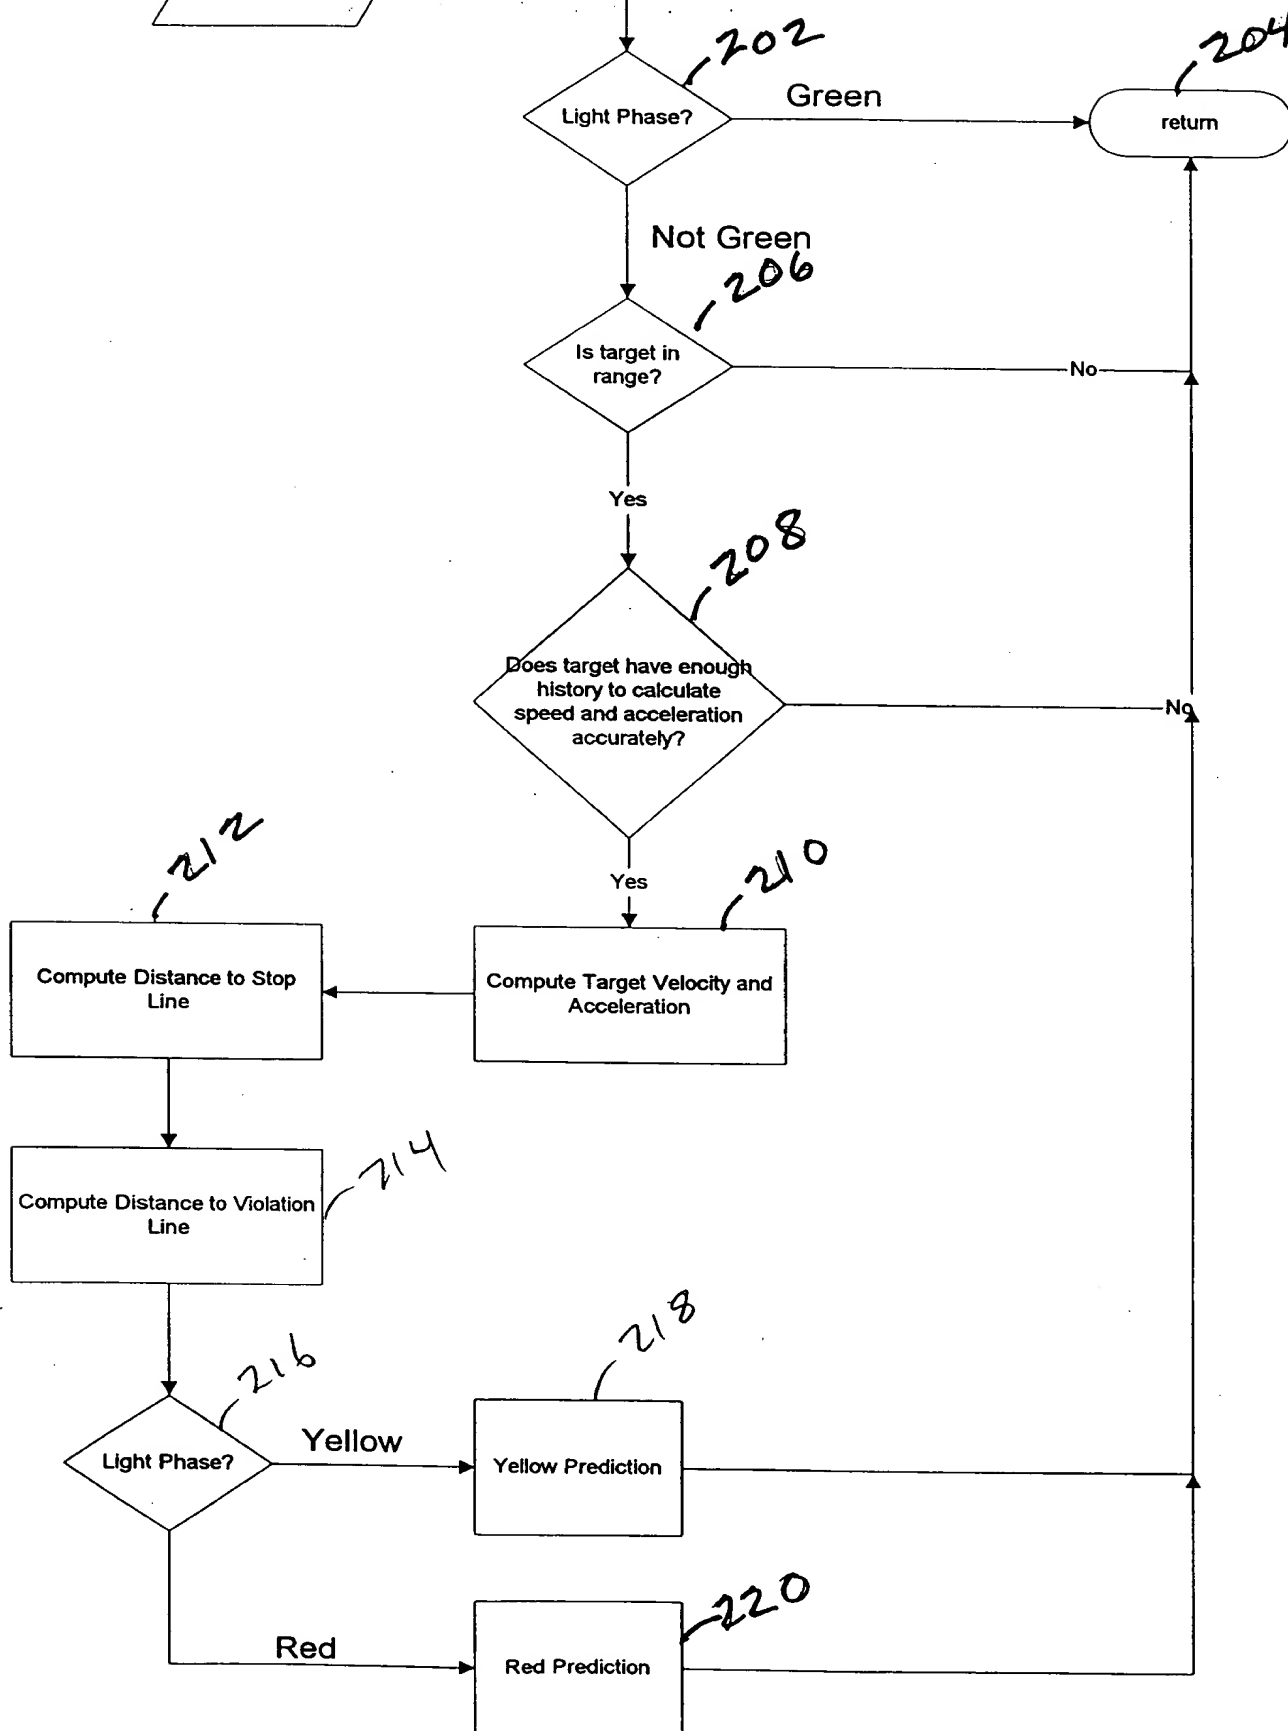 202
204
Light Phase?
Green
return
Not Green
206
Is target in
range?
No
Yes
208
Does target have enough
history to calculate
speed and acceleration
accurately?
No
212
Yes
210
Compute Distance to Stop
Line
Compute Target Velocity and
Acceleration
214
Compute Distance to Violation
Line
218
216
Light Phase?
Yellow
Yellow Prediction
220
Red
Red Prediction